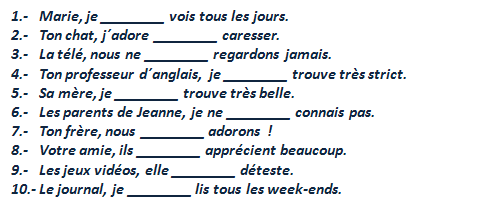 1.- Marie, je ________ vois tous les jours.
2.- Ton chat, j´adore ________ caresser.
3.- La télé, nous ne ________ regardons jamais.
4.- Ton professeur d´anglais, je ________ trouve très strict.
5.- Sa mère, je ________ trouve très belle.
6.- Les parents de Jeanne, je ne ________ connais pas.
7.- Ton frère, nous ________ adorons !
8.- Votre amie, ils ________ apprécient beaucoup.
9.- Les jeux vidéos, elle ________ déteste.
10.- Le journal, je ________ lis tous les week-ends.